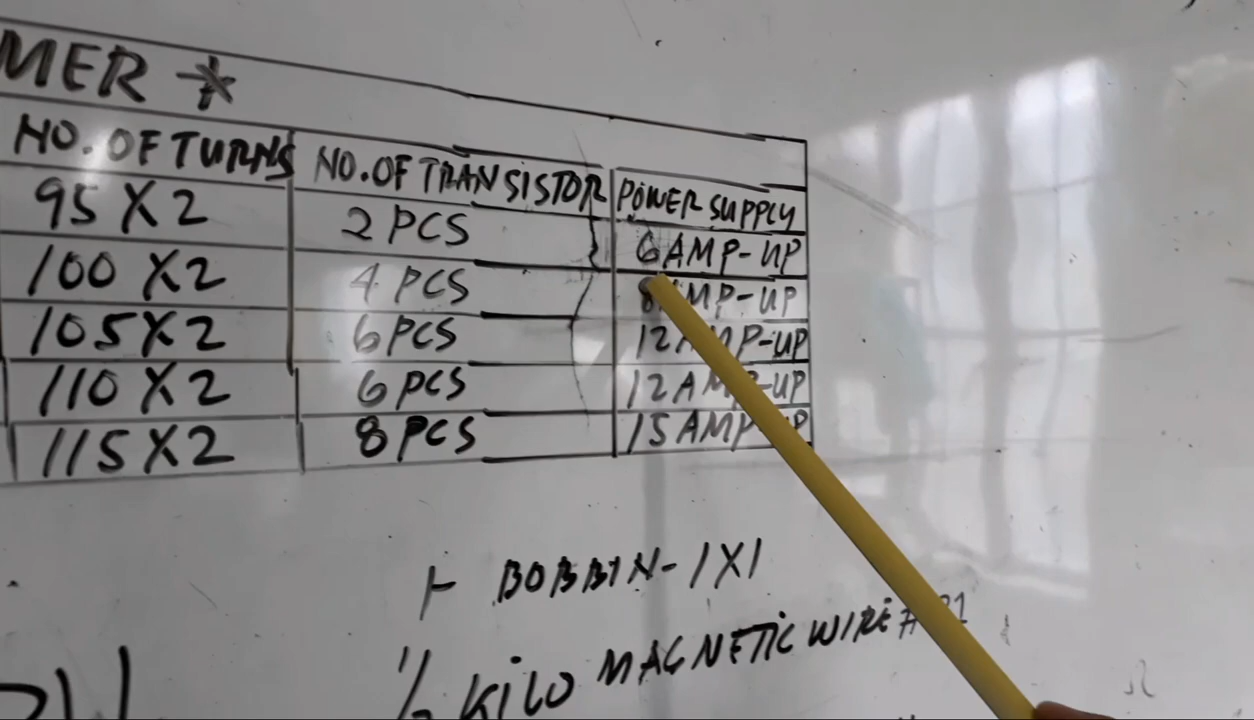 MER *
NO. OF TURNS NO. OF TRANSISTOR POWER SUPPLY
95 X 2 2 PCS 6 AMP-UP
100 X 2 4 PCS 8 AMP-UP
105 X 2 6 PCS 12 AMP-UP
110 X 2 6 PCS 12 AMP-UP
115 X 2 8 PCS 15 AMP-UP
BOBBIN - 1X1
KILO MAGNETIC WIRE #